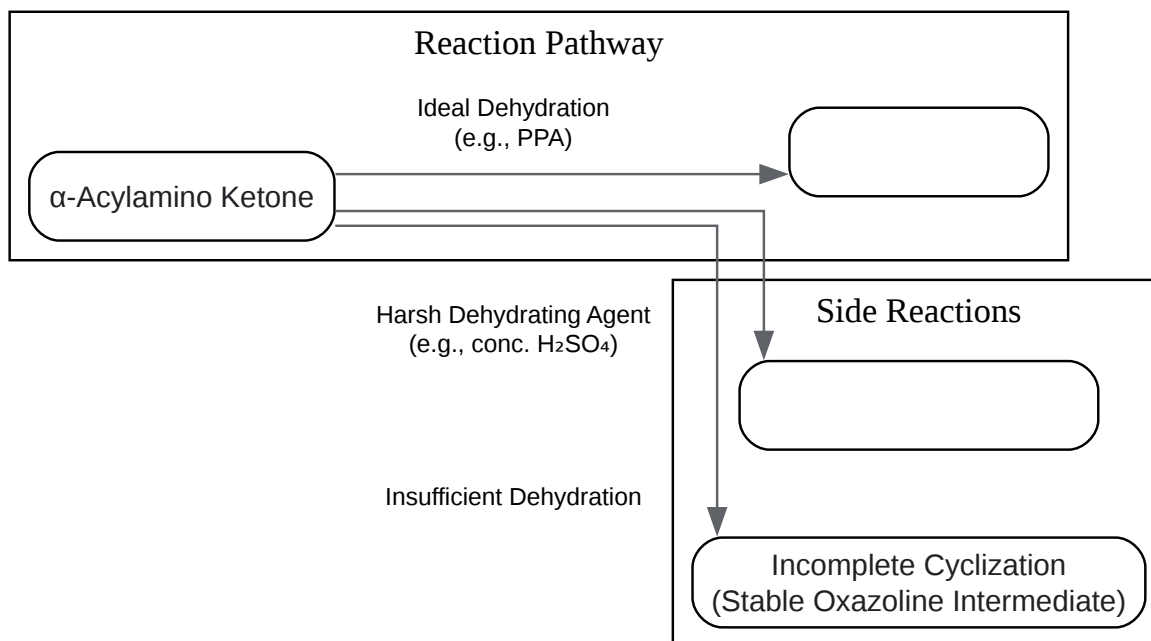 Reaction Pathway
Ideal Dehydration
(e.g., PPA)
α-Acylamino Ketone
Harsh Dehydrating Agent
(e.g., conc. H₂SO₄)
Side Reactions
Insufficient Dehydration
Incomplete Cyclization
(Stable Oxazoline Intermediate)